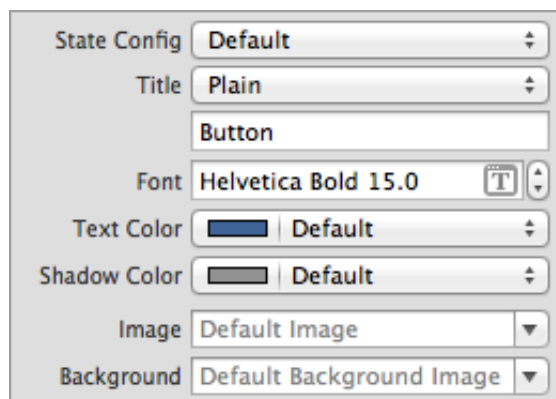 State Config Default
Title Plain
Button
Font Helvetica Bold 15.0 T
Text Color Default
Shadow Color Default
Image Default Image
Background Default Background Image